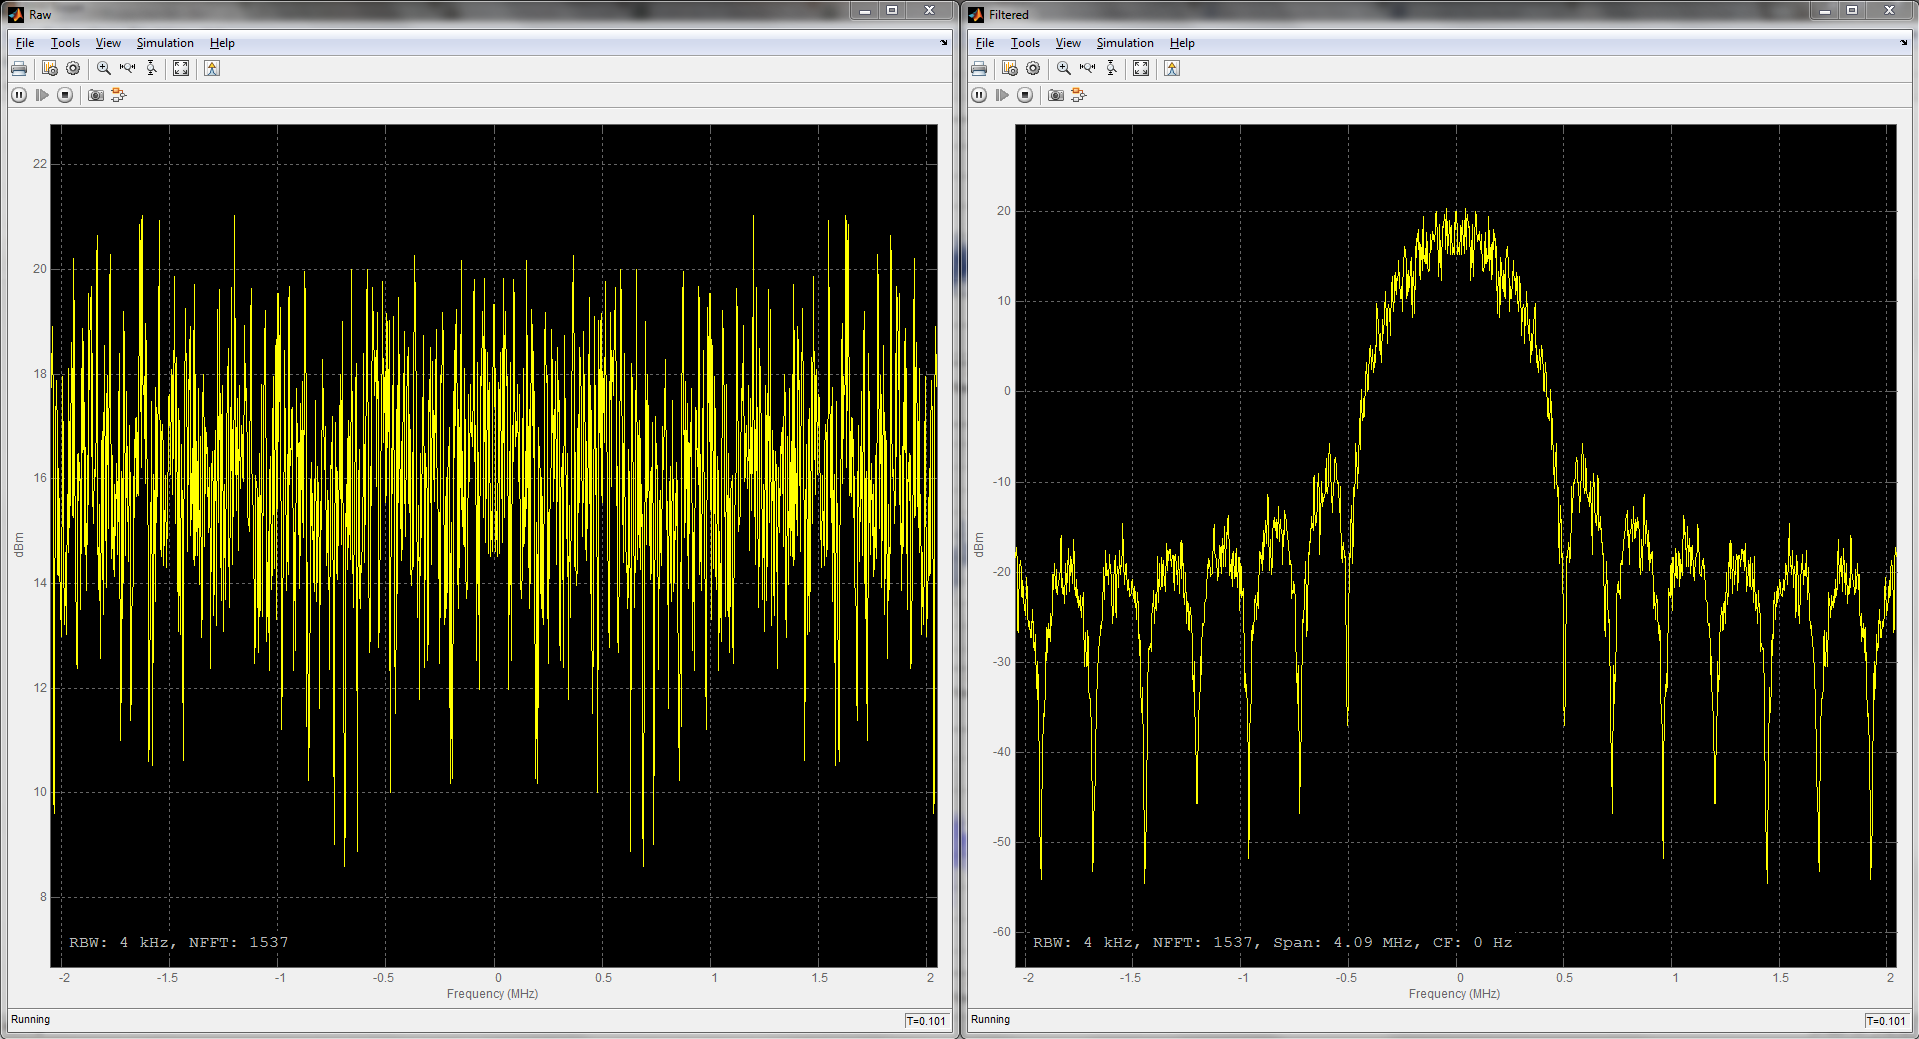 Raw
File Tools View Simulation Help
22
20
18
16
14
12
10
8
dBm
RBW: 4 kHz, NFFT: 1537
-2 -1.5 -1 -0.5 0 0.5 1 1.5 2
Frequency (MHz)
Running
T=0.101
Filtered
File Tools View Simulation Help
20
10
0
-10
-20
-30
-40
-50
-60
dBm
RBW: 4 kHz, NFFT: 1537, Span: 4.09 MHz, CF: 0 Hz
-2 -1.5 -1 -0.5 0 0.5 1 1.5 2
Frequency (MHz)
Running
T=0.101